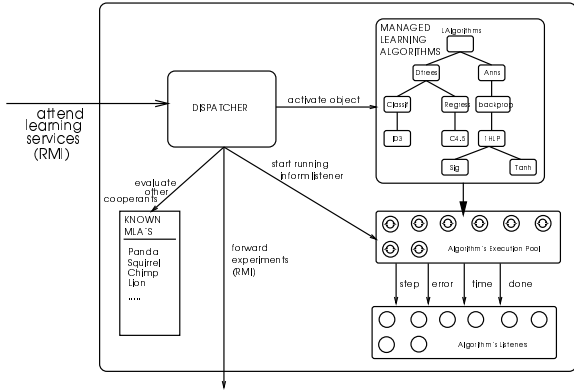 MANAGED
LEARNING
ALGORITHMS
LAlgorithms
Dtrees
Anns
Classif
Regress
backprop
ID3
C4.5
1HLP
Sig
Tanh
DISPATCHER
activate object
attend
learning
services
(RMI)
start running
inform listener
evaluate
other
cooperants
KNOWN
MLA´S
Panda
Squirrel
Chimp
Lion
.....
forward
experiments
(RMI)
Algorithm´s Execution Pool
step
error
time
done
Algorithm´s Listenes